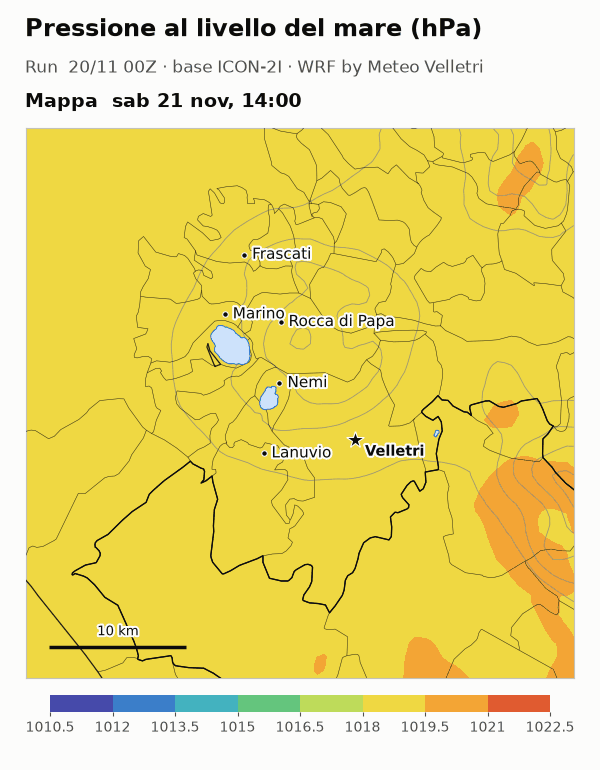 Pressione al livello del mare (hPa)
Run  20/11 00Z · base ICON-2I · WRF by Meteo Velletri
Mappa  sab 21 nov, 14:00
Frascati
Marino
Rocca di Papa
Nemi
Velletri
Lanuvio
10 km
1010.5 1012 1013.5 1015 1016.5 1018 1019.5 1021 1022.5